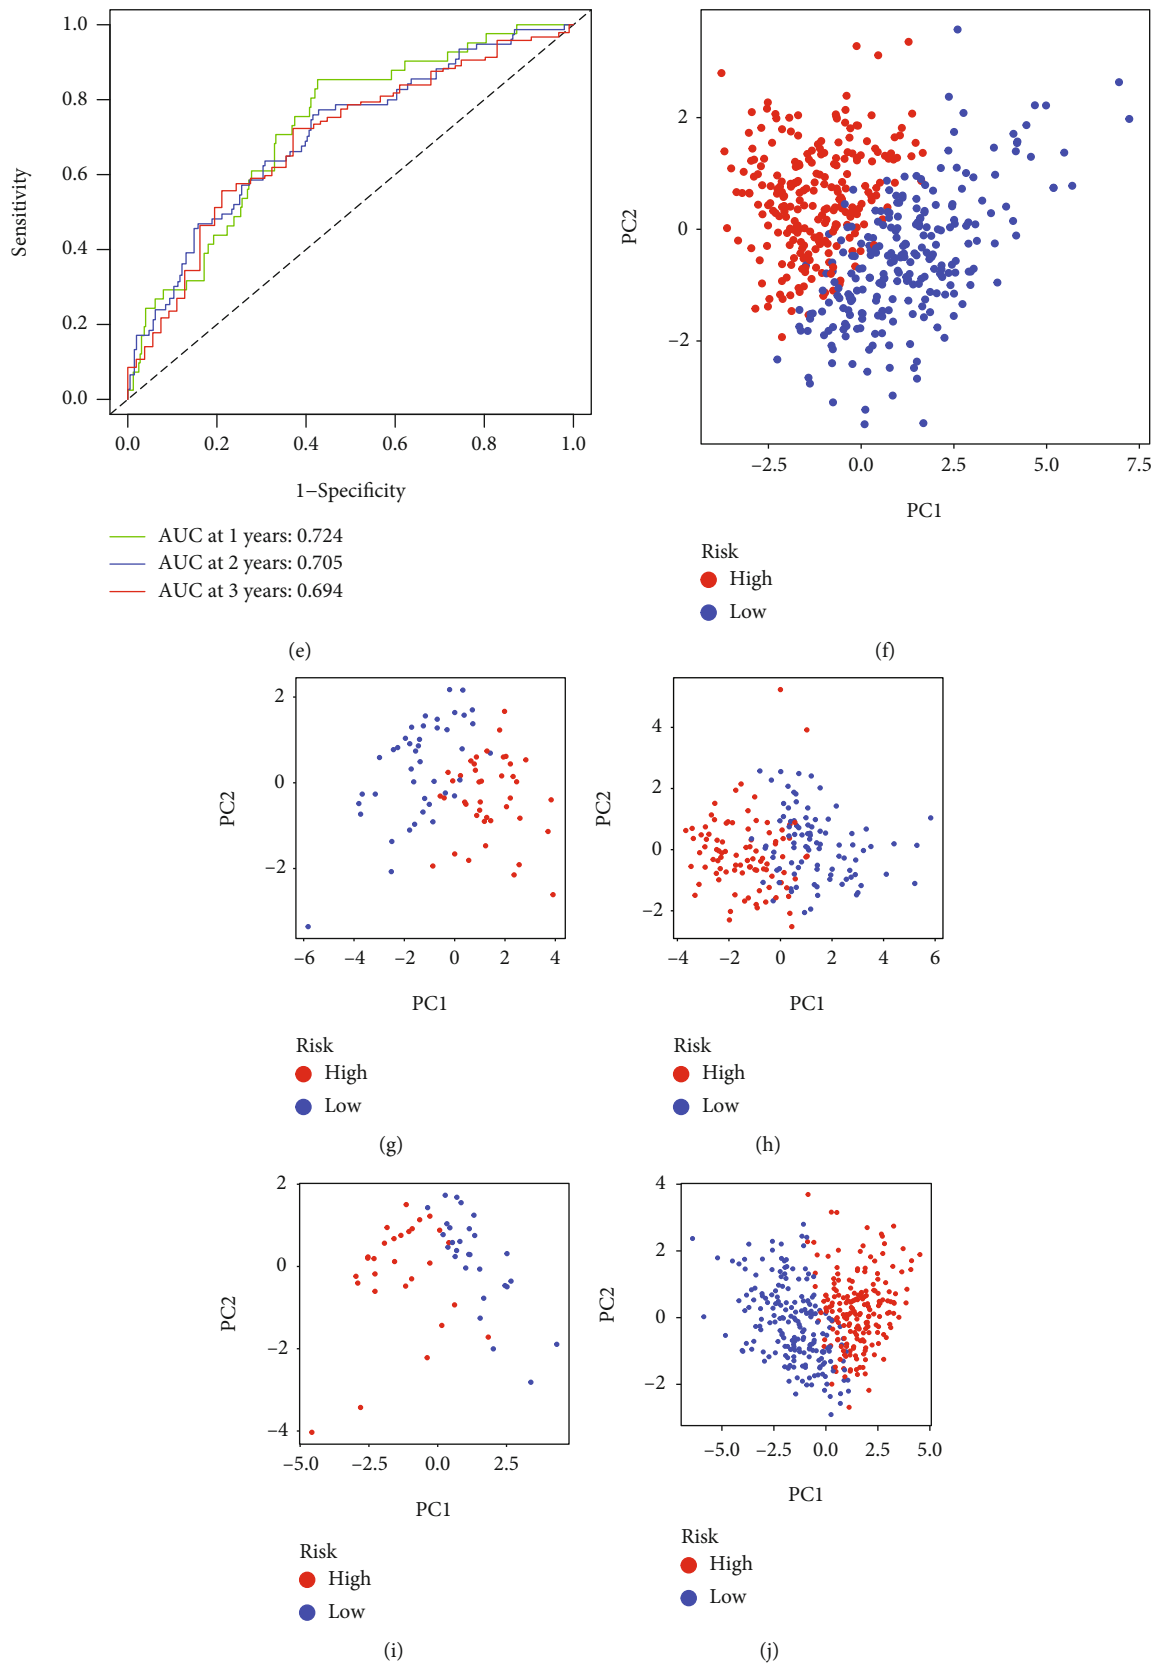 1.0
0.8
0.6
0.4
0.2
0.0
Sensitivity
0.0 0.2 0.4 0.6 0.8 1.0
1−Specificity
AUC at 1 years: 0.724
AUC at 2 years: 0.705
AUC at 3 years: 0.694
(e)
2
0
−2
PC2
−2.5 0.0 2.5 5.0 7.5
PC1
Risk
High
Low
(f)
2
0
−2
PC2
−6 −4 −2 0 2 4
PC1
Risk
High
Low
(g)
4
2
0
−2
PC2
−4 −2 0 2 4 6
PC1
Risk
High
Low
(h)
2
0
−2
−4
PC2
−5.0 −2.5 0.0 2.5
PC1
Risk
High
Low
(i)
4
2
0
−2
PC2
−5.0 −2.5 0.0 2.5 5.0
PC1
Risk
High
Low
(j)